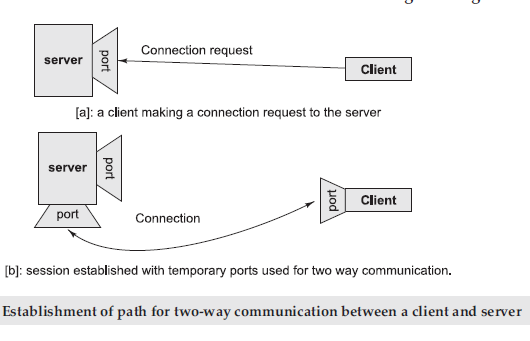 server
port
Connection request
Client
[a]: a client making a connection request to the server
server
port
port
Connection
port
Client
[b]: session established with temporary ports used for two way communication.
Establishment of path for two-way communication between a client and server